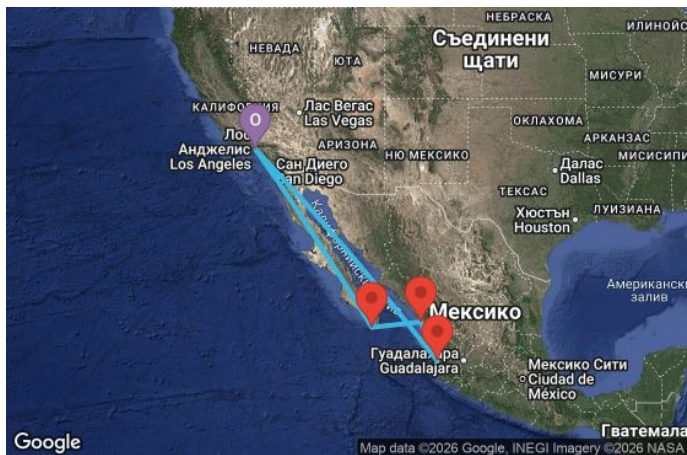 НЕБРАСКА
ИЛИНОЙС
Съединени
щати
НЕВАДА
ЮТА
МИСУРИ
КАЛИФОРНИЯ
Лас Вегас
Las Vegas
ОКЛАХОМА
O
Лос
Анджелис
Los Angeles
АРИЗОНА
НЮ МЕКСИКО
АРКАНЗАС
МИСИСИПИ
Сан Диего
San Diego
Далас
Dallas
ТЕКСАС
ЛУИЗИАНА
Хюстън
Houston
Американски
залив
Мексико
Гуадалахара
Guadalajara
Мексико Сити
Ciudad de
México
Гватемала
Google
Map data ©2026 Google, INEGI Imagery ©2026 NASA